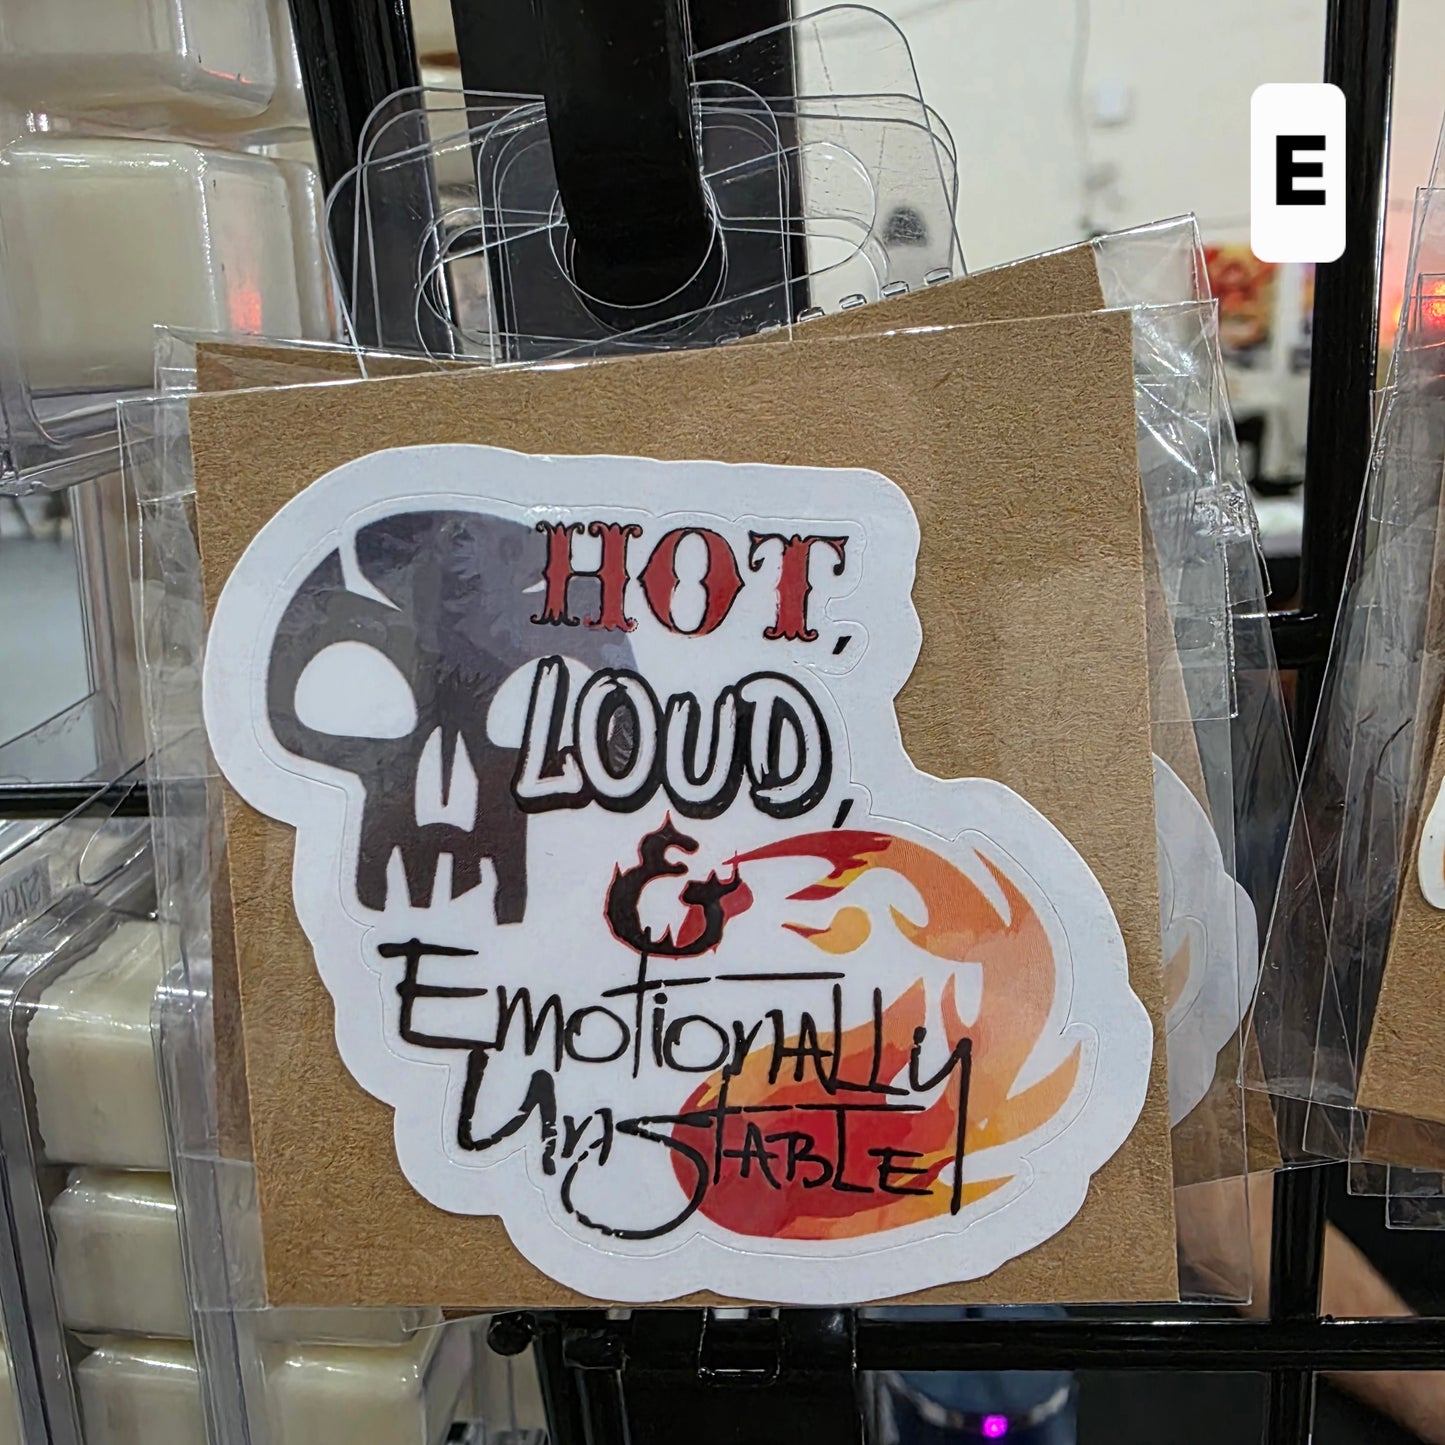 E
HOT,
LOUD,
&
EMOTIONALLY
UNSTABLE